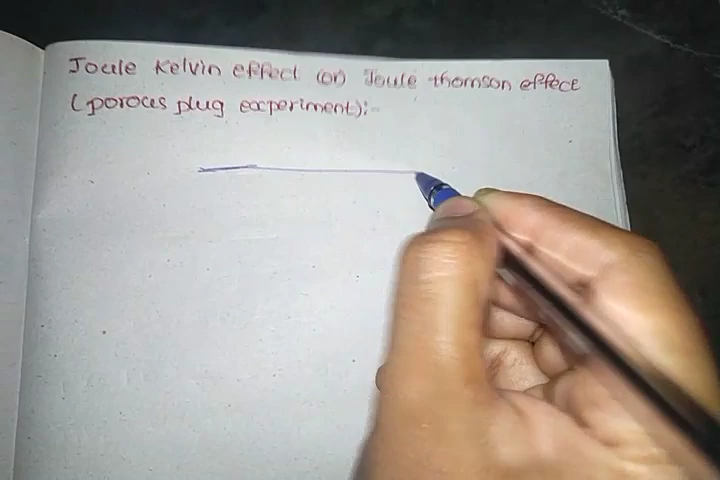 Joule Kelvin effect (or) Joule thomson effect
(porous plug experiment):-